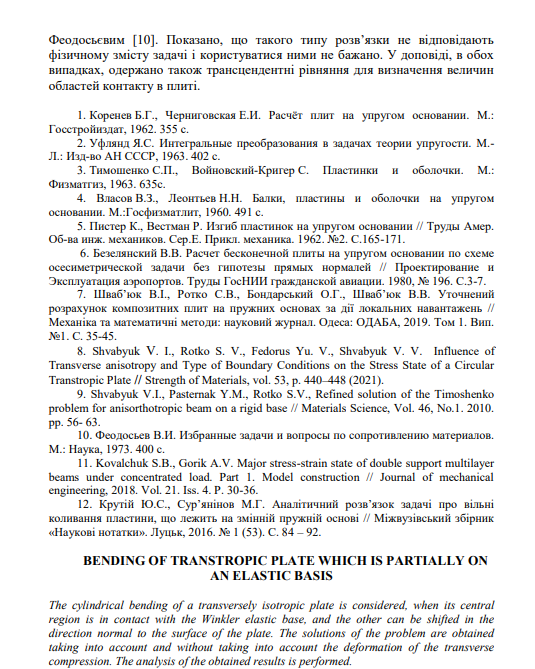 Феодосьєвим [10]. Показано, що такого типу розв’язки не відповідають
фізичному змісту задачі і користуватися ними не бажано. У доповіді, в обох
випадках, одержано також трансцендентні рівняння для визначення величин
областей контакту в плиті.
1. Коренев Б.Г., Черниговская Е.И. Расчёт плит на упругом основании. М.:
Госстройиздат, 1962. 355 с.
2. Уфлянд Я.С. Интегральные преобразования в задачах теории упругости. М.-
Л.: Изд-во АН СССР, 1963. 402 с.
3. Тимошенко С.П., Войновский-Кригер С. Пластинки и оболочки. М.:
Физматгиз, 1963. 635с.
4. Власов В.З., Леонтьев Н.Н. Балки, пластины и оболочки на упругом
основании. М.:Госфизматлит, 1960. 491 с.
5. Пистер К., Вестман Р. Изгиб пластинок на упругом основании // Труды Амер.
Об-ва инж. механиков. Сер.Е. Прикл. механика. 1962. №2. С.165-171.
6. Безелянский В.В. Расчет бесконечной плиты на упругом основании по схеме
осесиметрической задачи без гипотезы прямых нормалей // Проектирование и
Эксплуатация аэропортов. Труды ГосНИИ гражданской авиации. 1980, № 196. С.3-7.
7. Шваб’юк В.І., Ротко С.В., Бондарський О.Г., Шваб’юк В.В. Уточнений
розрахунок композитних плит на пружних основах за дії локальних навантажень //
Механіка та математичні методи: науковий журнал. Одеса: ОДАБА, 2019. Том 1. Вип.
№1. С. 35-45.
8. Shvabyuk V. I., Rotko S. V., Fedorus Yu. V., Shvabyuk V. V. Influence of
Transverse anisotropy and Type of Boundary Conditions on the Stress State of a Circular
Transtropic Plate // Strength of Materials, vol. 53, p. 440–448 (2021).
9. Shvabyuk V.I., Pasternak Y.M., Rotko S.V., Refined solution of the Timoshenko
problem for anisorthotropic beam on a rigid base // Materials Science, Vol. 46, No.1. 2010.
pp. 56- 63.
10. Феодосьев В.И. Избранные задачи и вопросы по сопротивлению материалов.
М.: Наука, 1973. 400 с.
11. Kovalchuk S.B., Gorik A.V. Major stress-strain state of double support multilayer
beams under concentrated load. Part 1. Model construction // Journal of mechanical
engineering, 2018. Vol. 21. Iss. 4. P. 30-36.
12. Крутій Ю.С., Сур’янінов М.Г. Аналітичний розв’язок задачі про вільні
коливання пластини, що лежить на змінній пружній основі // Міжвузівський збірник
«Наукові нотатки». Луцьк, 2016. № 1 (53). С. 84 – 92.
BENDING OF TRANSTROPIC PLATE WHICH IS PARTIALLY ON
AN ELASTIC BASIS
The cylindrical bending of a transversely isotropic plate is considered, when its central
region is in contact with the Winkler elastic base, and the other can be shifted in the
direction normal to the surface of the plate. The solutions of the problem are obtained
taking into account and without taking into account the deformation of the transverse
compression. The analysis of the obtained results is performed.